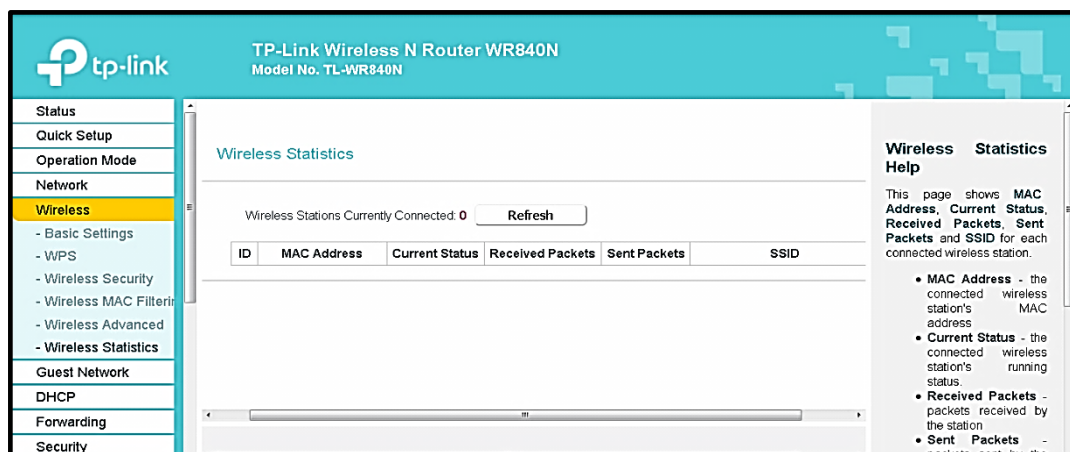 tp-link
TP-Link Wireless N Router WR840N
Model No. TL-WR840N
Status
Quick Setup
Operation Mode
Network
Wireless
- Basic Settings
- WPS
- Wireless Security
- Wireless MAC Filterin
- Wireless Advanced
- Wireless Statistics
Guest Network
DHCP
Forwarding
Security
Wireless Statistics
Wireless Stations Currently Connected: 0 Refresh
ID MAC Address Current Status Received Packets Sent Packets SSID
Wireless Statistics
Help
This page shows MAC
Address, Current Status,
Received Packets, Sent
Packets and SSID for each
connected wireless station.
• MAC Address - the
connected wireless
station's MAC
address
• Current Status - the
connected wireless
station's running
status.
• Received Packets -
packets received by
the station
• Sent Packets -
packets sent by the